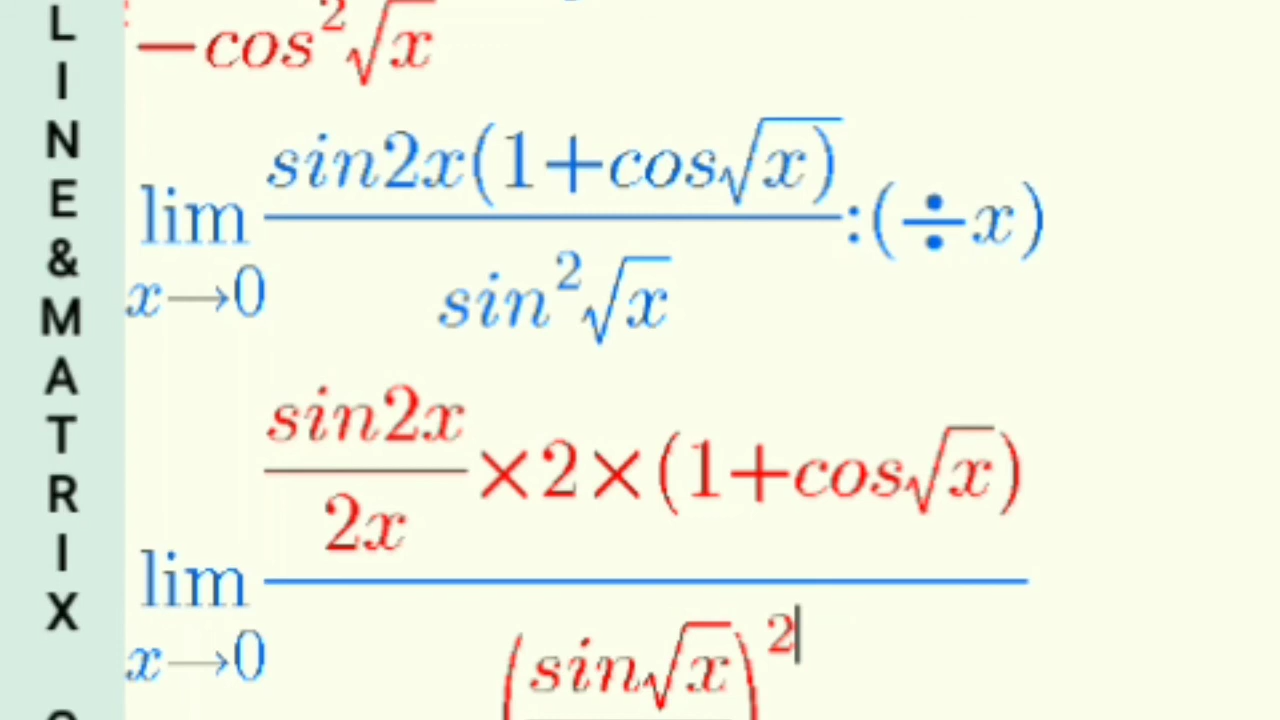 LINE&MATRIX
−cos²√x
lim x→0 sin2x(1+cos√x) / sin²√x :(÷x)
lim x→0 sin2x / 2x ×2×(1+cos√x) / (sin√x)²